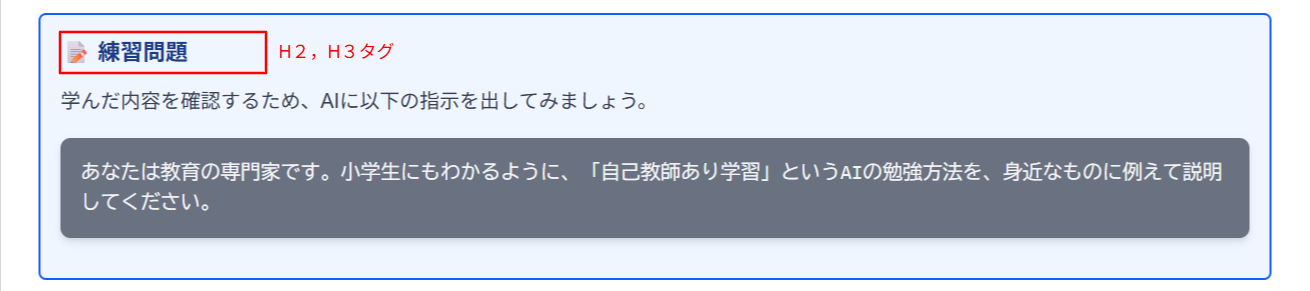 📝 練習問題 H2，H3タグ
学んだ内容を確認するため、AIに以下の指示を出してみましょう。
あなたは教育の専門家です。小学生にもわかるように、「自己教師あり学習」というAIの勉強方法を、身近なものに例えて説明
してください。